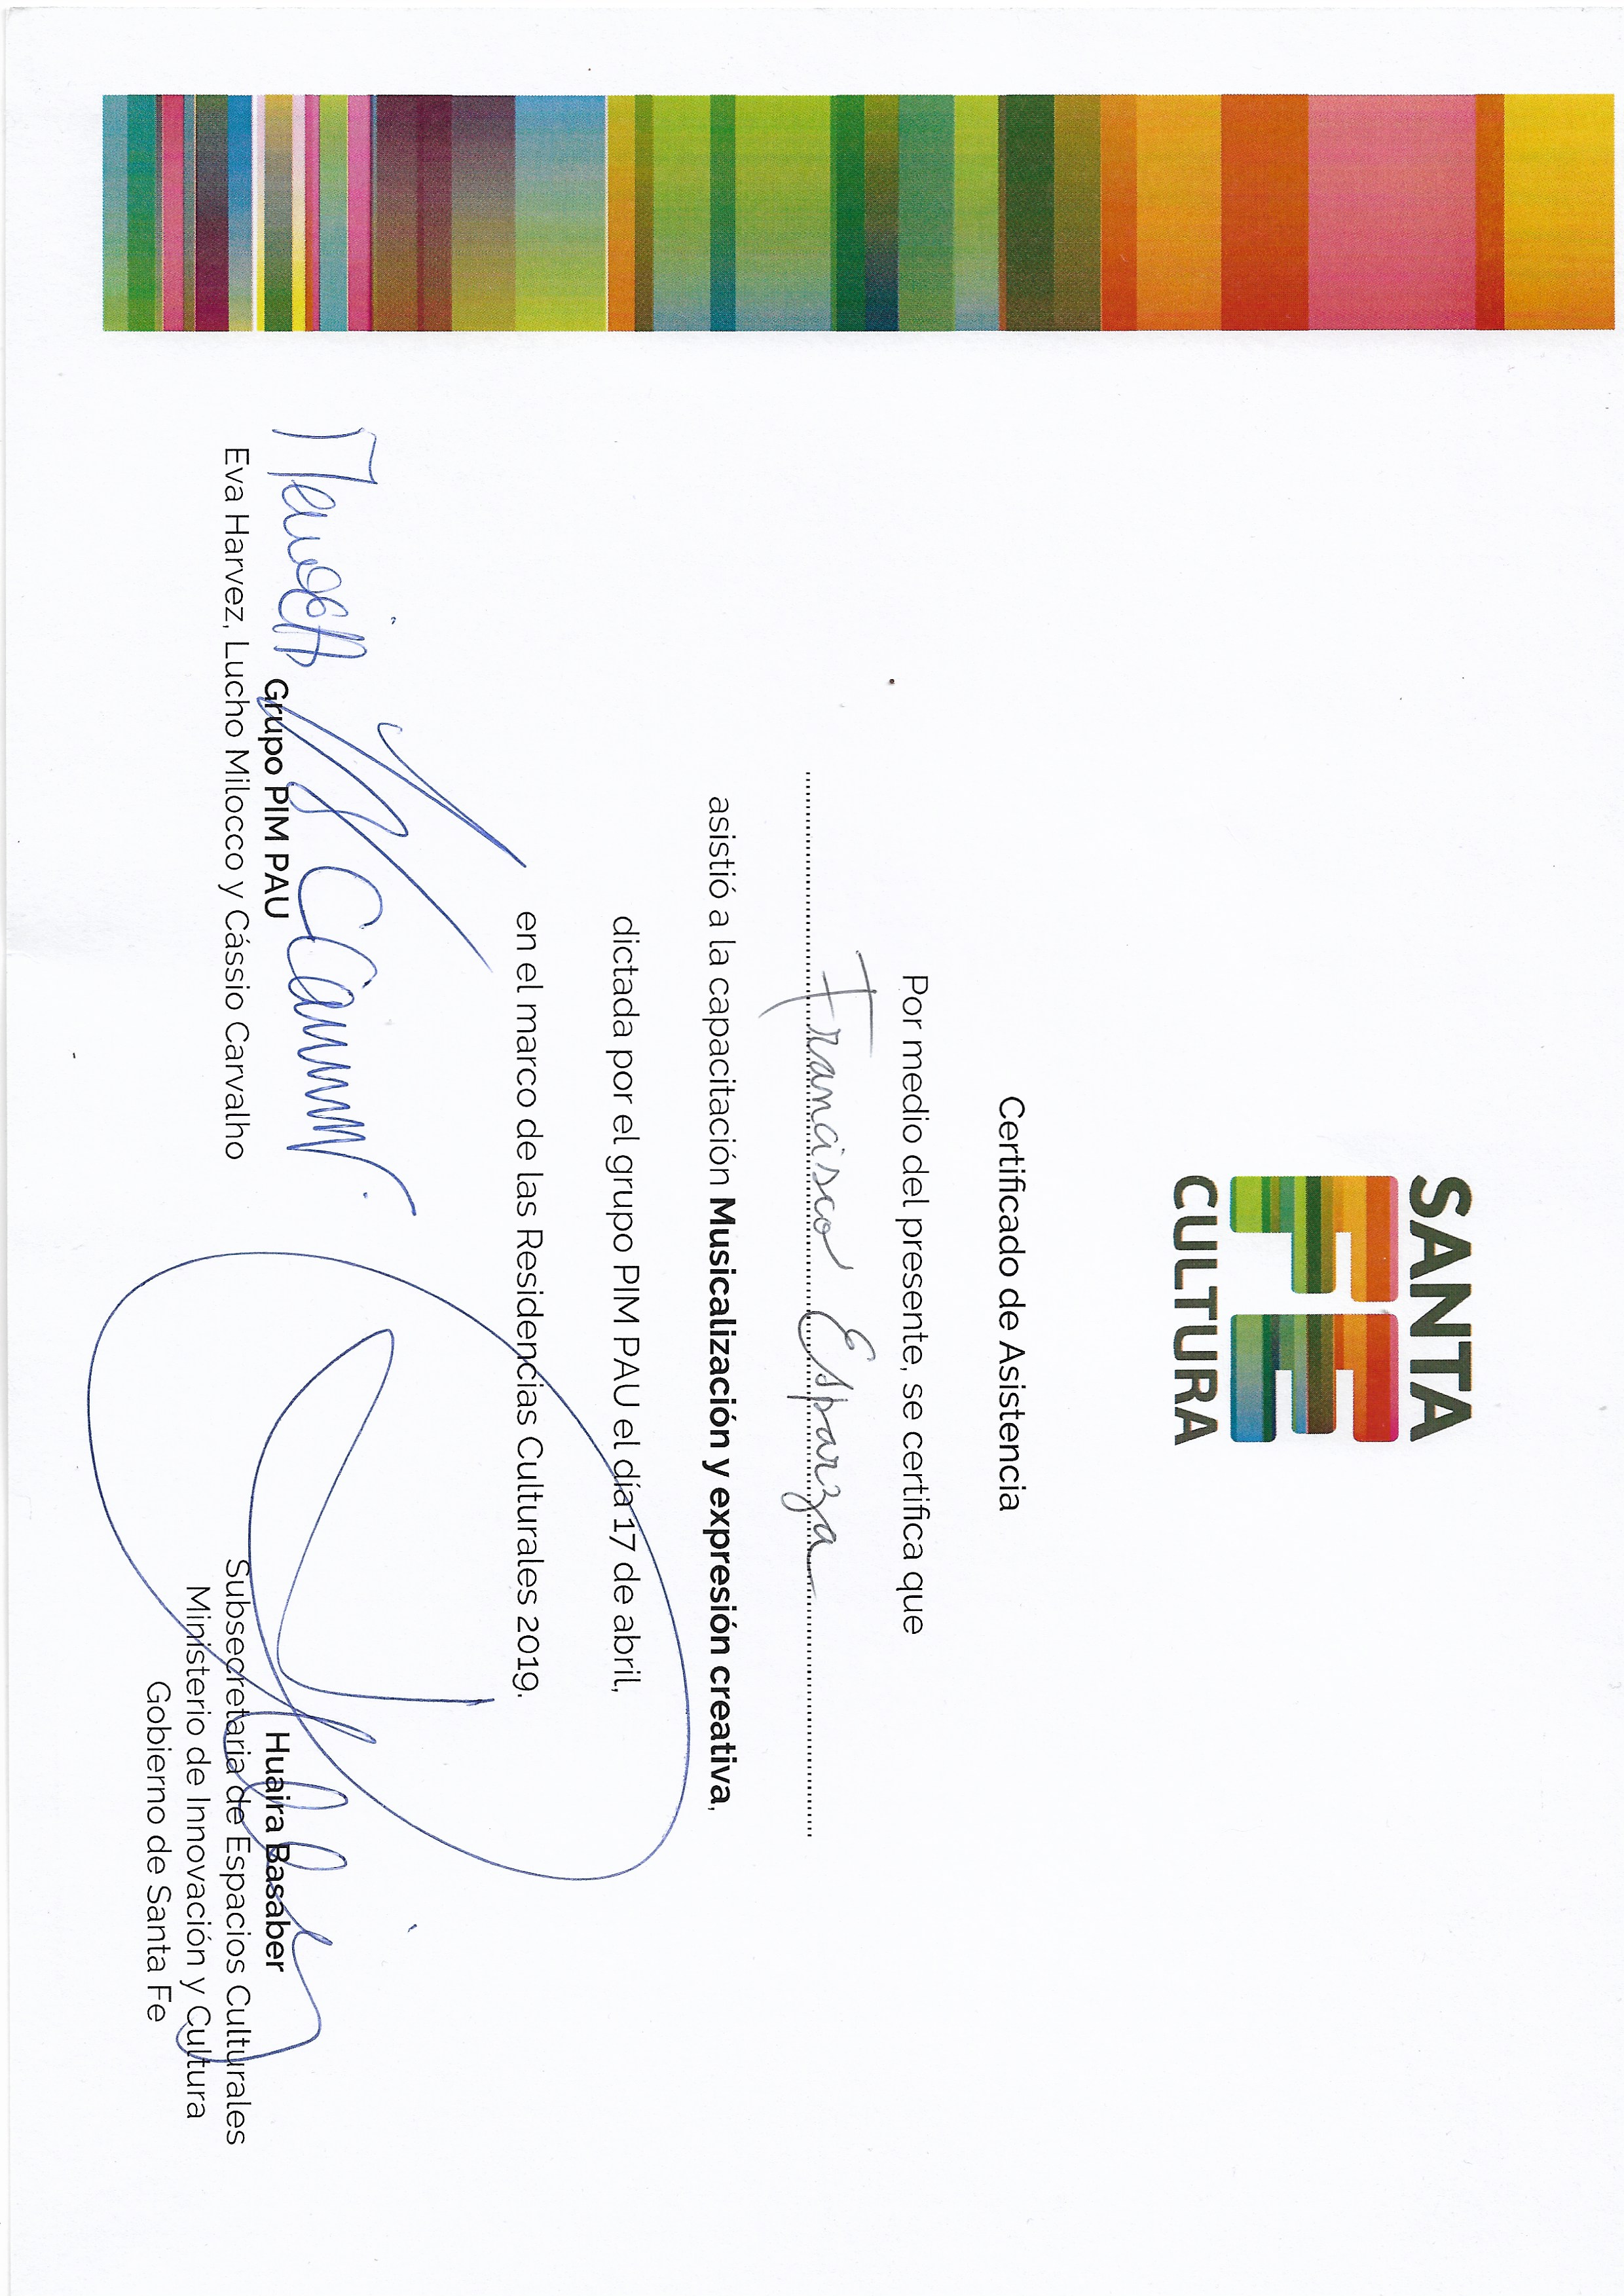 SANTA
FE
CULTURA
Certificado de Asistencia
Por medio del presente, se certifica que
Francisco Esparza
asistió a la capacitación Musicalización y expresión creativa,
dictada por el grupo PIM PAU el día 17 de abril,
en el marco de las Residencias Culturales 2019.
Grupo PIM PAU
Eva Harvez, Lucho Milocco y Cássio Carvalho
Huaira Basaber
Subsecretaria de Espacios Culturales
Ministerio de Innovación y Cultura
Gobierno de Santa Fe